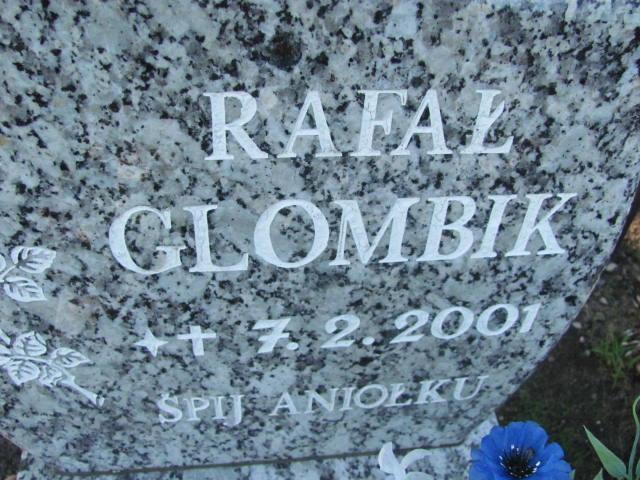 RAFAŁ
GLOMBIK
✦ + 7. 2. 2001
ŚPIJ ANIOŁKU